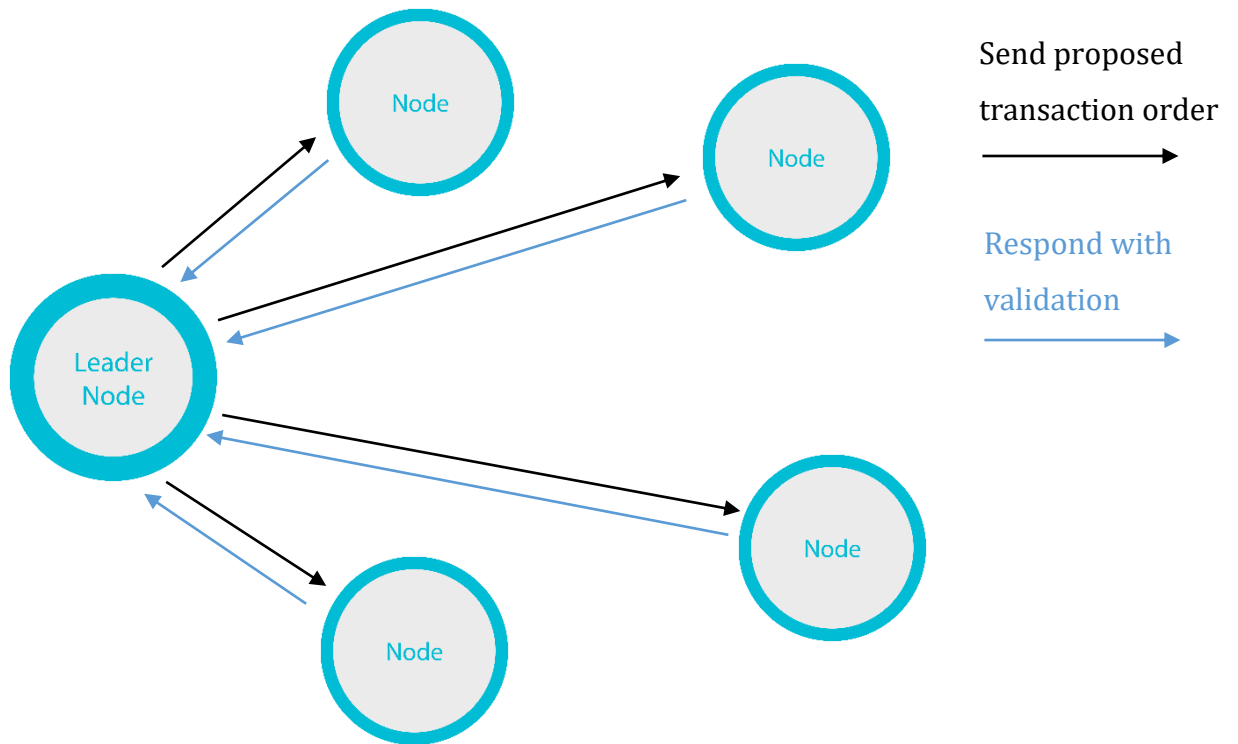 Node
Node
Leader
Node
Node
Node
Send proposed
transaction order
Respond with
validation